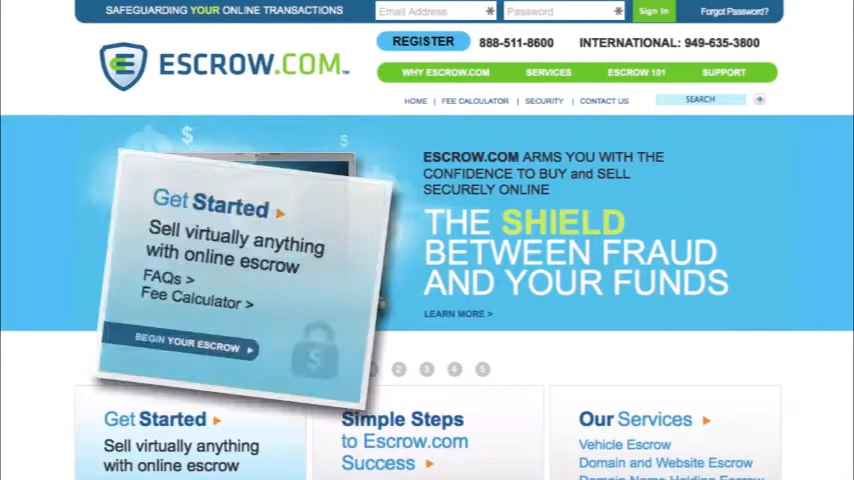 SAFEGUARDING YOUR ONLINE TRANSACTIONS
Email Address
Password
Sign In
Forgot Password?
ESCROW.COM™
REGISTER
888-511-8600
INTERNATIONAL: 949-635-3800
WHY ESCROW.COM
SERVICES
ESCROW 101
SUPPORT
HOME | FEE CALCULATOR | SECURITY | CONTACT US
SEARCH
Get Started
Sell virtually anything
with online escrow
FAQs >
Fee Calculator >
BEGIN YOUR ESCROW
ESCROW.COM ARMS YOU WITH THE
CONFIDENCE TO BUY and SELL
SECURELY ONLINE
THE SHIELD
BETWEEN FRAUD
AND YOUR FUNDS
LEARN MORE >
2 3 4 5
Get Started
Sell virtually anything
with online escrow
Simple Steps
to Escrow.com
Success
Our Services
Vehicle Escrow
Domain and Website Escrow
Domain Name Holding Escrow